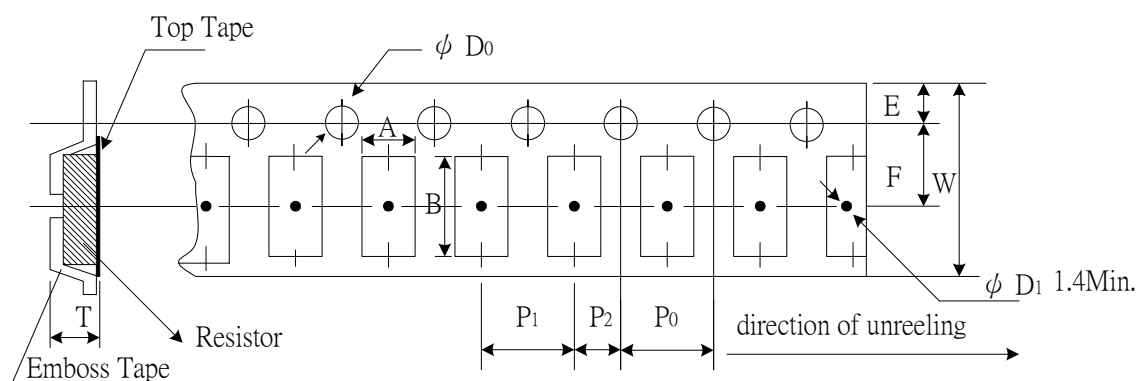 Top Tape
ψ D0
E
A
F
W
B
ψ D1 1.4Min.
P1
P2
P0
T
direction of unreeling
Resistor
Emboss Tape